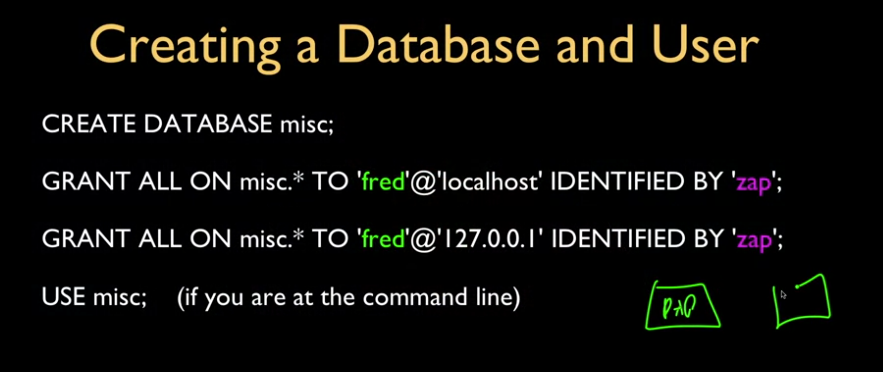 Creating a Database and User
CREATE DATABASE misc;
GRANT ALL ON misc.* TO 'fred'@'localhost' IDENTIFIED BY 'zap';
GRANT ALL ON misc.* TO 'fred'@'127.0.0.1' IDENTIFIED BY 'zap';
USE misc; (if you are at the command line)